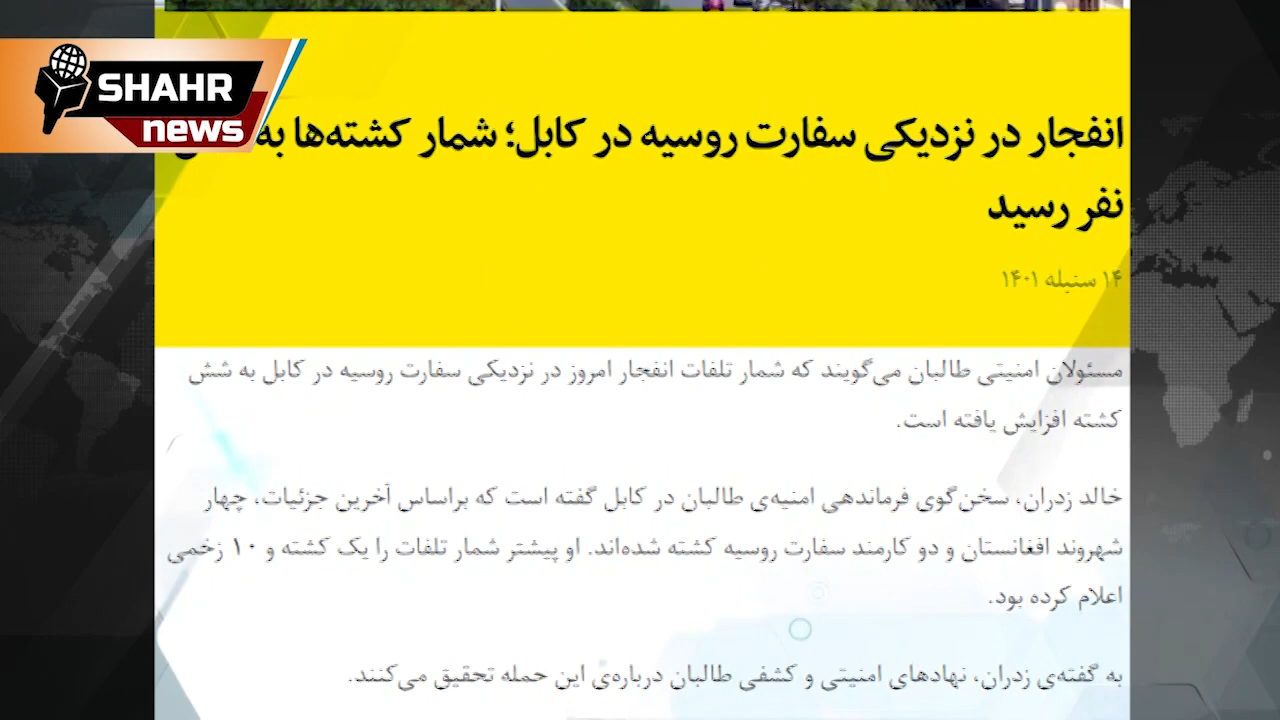 SHAHR
news
انفجار در نزدیکی سفارت روسیه در کابل؛ شمار کشته‌ها به
نفر رسید
۱۴ سنبله ۱۴۰۱
مسئولان امنیتی طالبان می‌گویند که شمار تلفات انفجار امروز در نزدیکی سفارت روسیه در کابل به شش
کشته افزایش یافته است.
خالد زدران، سخن‌گوی فرماندهی امنیه‌ی طالبان در کابل گفته است که براساس آخرین جزئیات، چهار
شهروند افغانستان و دو کارمند سفارت روسیه کشته شده‌اند. او پیشتر شمار تلفات را یک کشته و ۱۰ زخمی
اعلام کرده بود.
به گفته‌ی زدران، نهادهای امنیتی و کشفی طالبان درباره‌ی این حمله تحقیق می‌کنند.